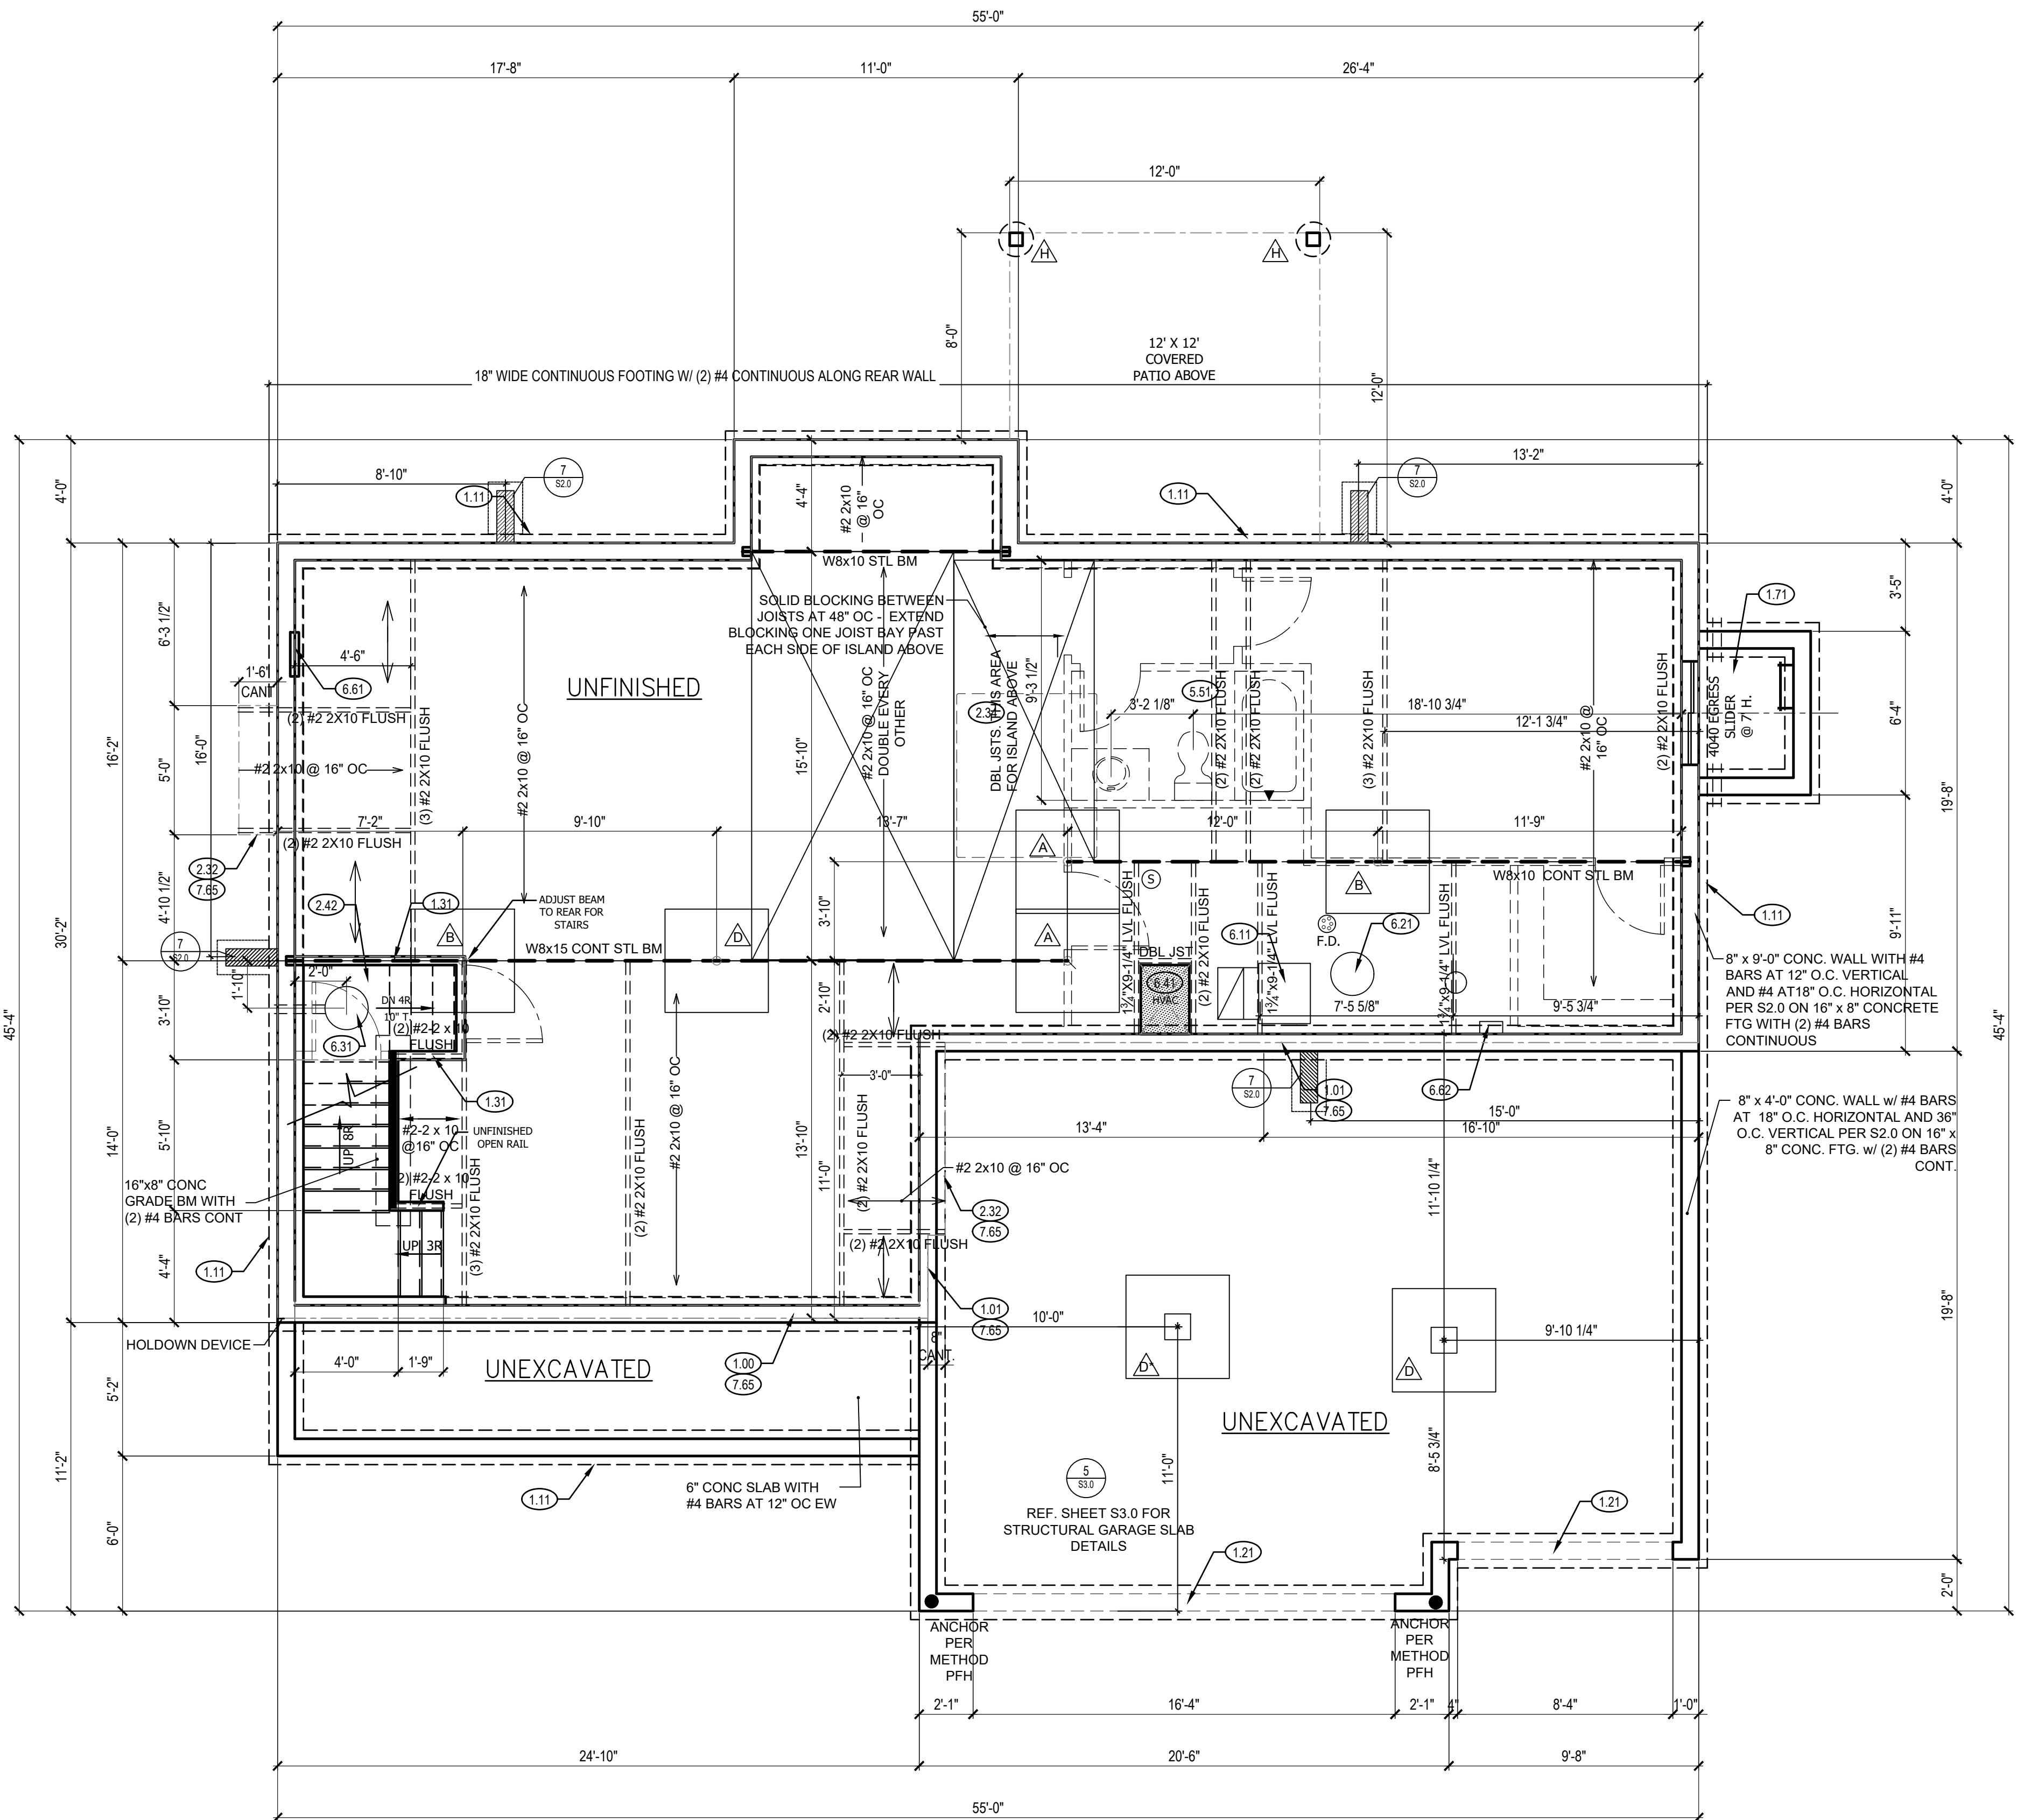 55'-0"
17'-8"
11'-0"
26'-4"
12'-0"
H
H
8'-0"
12' X 12'
COVERED
PATIO ABOVE
12'-0"
18" WIDE CONTINUOUS FOOTING W/ (2) #4 CONTINUOUS ALONG REAR WALL
4'-0"
8'-10"
1.11
7
S2.0
4'-4"
#2 2x10
@ 16"
OC
1.11
13'-2"
7
S2.0
4'-0"
W8x10 STL BM
SOLID BLOCKING BETWEEN
JOISTS AT 48" OC - EXTEND
BLOCKING ONE JOIST BAY PAST
EACH SIDE OF ISLAND ABOVE
3'-5"
1.71
6'-3 1/2"
16'-0"
16'-2"
4'-6"
1'-6"
CANT
6.61
UNFINISHED
(2) #2 2X10 FLUSH
#2 2x10 @ 16" OC
(3) #2 2X10 FLUSH
#2 2x10 @ 16" OC
(2) #2 2X10 FLUSH
5'-0"
15'-10"
#2 2x10 @ 16" OC
DOUBLE EVERY
OTHER
DBL JSTS. THIS AREA
FOR ISLAND ABOVE
9'-3 1/2"
5.51
3'-2 1/8"
(2) #2 2X10 FLUSH
(2) #2 2X10 FLUSH
(3) #2 2X10 FLUSH
18'-10 3/4"
12'-1 3/4"
#2 2x10 @
16" OC
(2) #2 2X10 FLUSH
4040 EGRESS
SLIDER
@ 7' H.
6'-4"
19'-8"
7'-2"
9'-10"
13'-7"
12'-0"
11'-9"
2.32
7.65
4'-10 1/2"
2.42
1.31
B
ADJUST BEAM
TO REAR FOR
STAIRS
D
W8x15 CONT STL BM
3'-10"
A
A
S
1¾"x9-1/4" LVL FLUSH
(2) #2 2X10 FLUSH
6.11
1¾"x9-1/4" LVL FLUSH
B
F.D.
6.21
W8x10 CONT STL BM
1¾"x9-1/4" LVL FLUSH
1.11
9'-11"
8" x 9'-0" CONC. WALL WITH #4
BARS AT 12" O.C. VERTICAL
AND #4 AT18" O.C. HORIZONTAL
PER S2.0 ON 16" x 8" CONCRETE
FTG WITH (2) #4 BARS
CONTINUOUS
30'-2"
45'-4"
45'-4"
7
S2.0
2'-0"
1'-10"
DN 4R
10" T
(2) #2-2 x 10
FLUSH
6.31
3'-10"
2'-10"
(2) #2 2X10 FLUSH
DBL JST
6.41
HVAC
7'-5 5/8"
9'-5 3/4"
3'-0"
1.31
#2-2 x 10
@16" OC
UNFINISHED
OPEN RAIL
UP 8R
(2) #2-2 x 10
FLUSH
UP 3R
5'-10"
14'-0"
16"x8" CONC
GRADE BM WITH
(2) #4 BARS CONT
1.11
4'-4"
(3) #2 2X10 FLUSH
(2) #2 2X10 FLUSH
#2 2x10 @ 16" OC
13'-10"
11'-0"
(2) #2 2X10 FLUSH
(2) #2 2X10 FLUSH
#2 2x10 @ 16" OC
2.32
7.65
7
S2.0
1.01
7.65
6.62
15'-0"
13'-4"
16'-10"
11'-10 1/4"
8" x 4'-0" CONC. WALL w/ #4 BARS
AT 18" O.C. HORIZONTAL AND 36"
O.C. VERTICAL PER S2.0 ON 16" x
8" CONC. FTG. w/ (2) #4 BARS
CONT.
19'-8"
HOLDOWN DEVICE
4'-0"
1'-9"
UNEXCAVATED
1.00
7.65
1.01
7.65
8"
CANT.
10'-0"
D*
D
9'-10 1/4"
UNEXCAVATED
5'-2"
11'-2"
6'-0"
1.11
6" CONC SLAB WITH
#4 BARS AT 12" OC EW
5
S3.0
REF. SHEET S3.0 FOR
STRUCTURAL GARAGE SLAB
DETAILS
11'-0"
8'-5 3/4"
1.21
1.21
2'-0"
ANCHOR
PER
METHOD
PFH
ANCHOR
PER
METHOD
PFH
2'-1"
16'-4"
2'-1"
4"
8'-4"
1'-0"
24'-10"
20'-6"
9'-8"
55'-0"